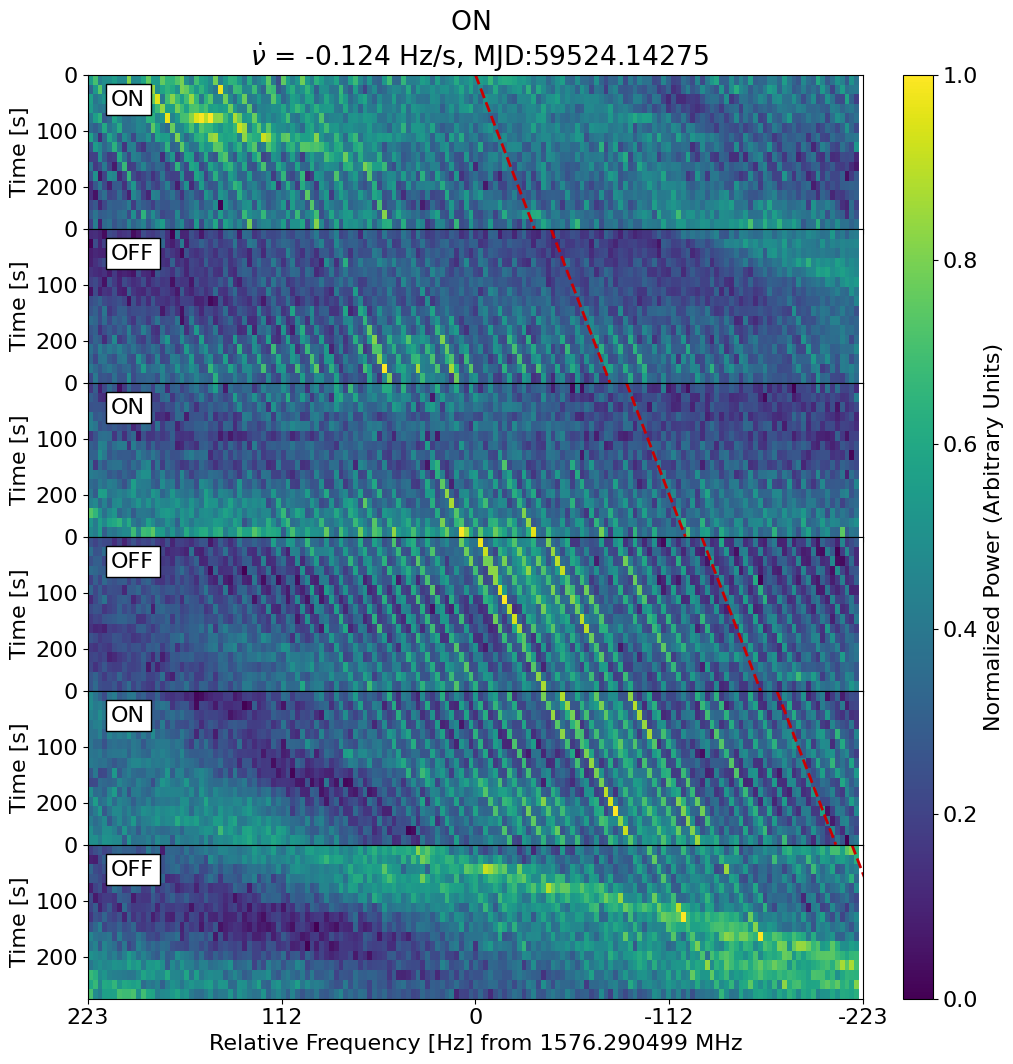 ON
ν̇ = -0.124 Hz/s, MJD:59524.14275
0
100
200
Time [s]
ON
0
100
200
Time [s]
OFF
0
100
200
Time [s]
ON
0
100
200
Time [s]
OFF
0
100
200
Time [s]
ON
0
100
200
Time [s]
OFF
223 112 0 -112 -223
Relative Frequency [Hz] from 1576.290499 MHz
1.0
0.8
0.6
0.4
0.2
0.0
Normalized Power (Arbitrary Units)